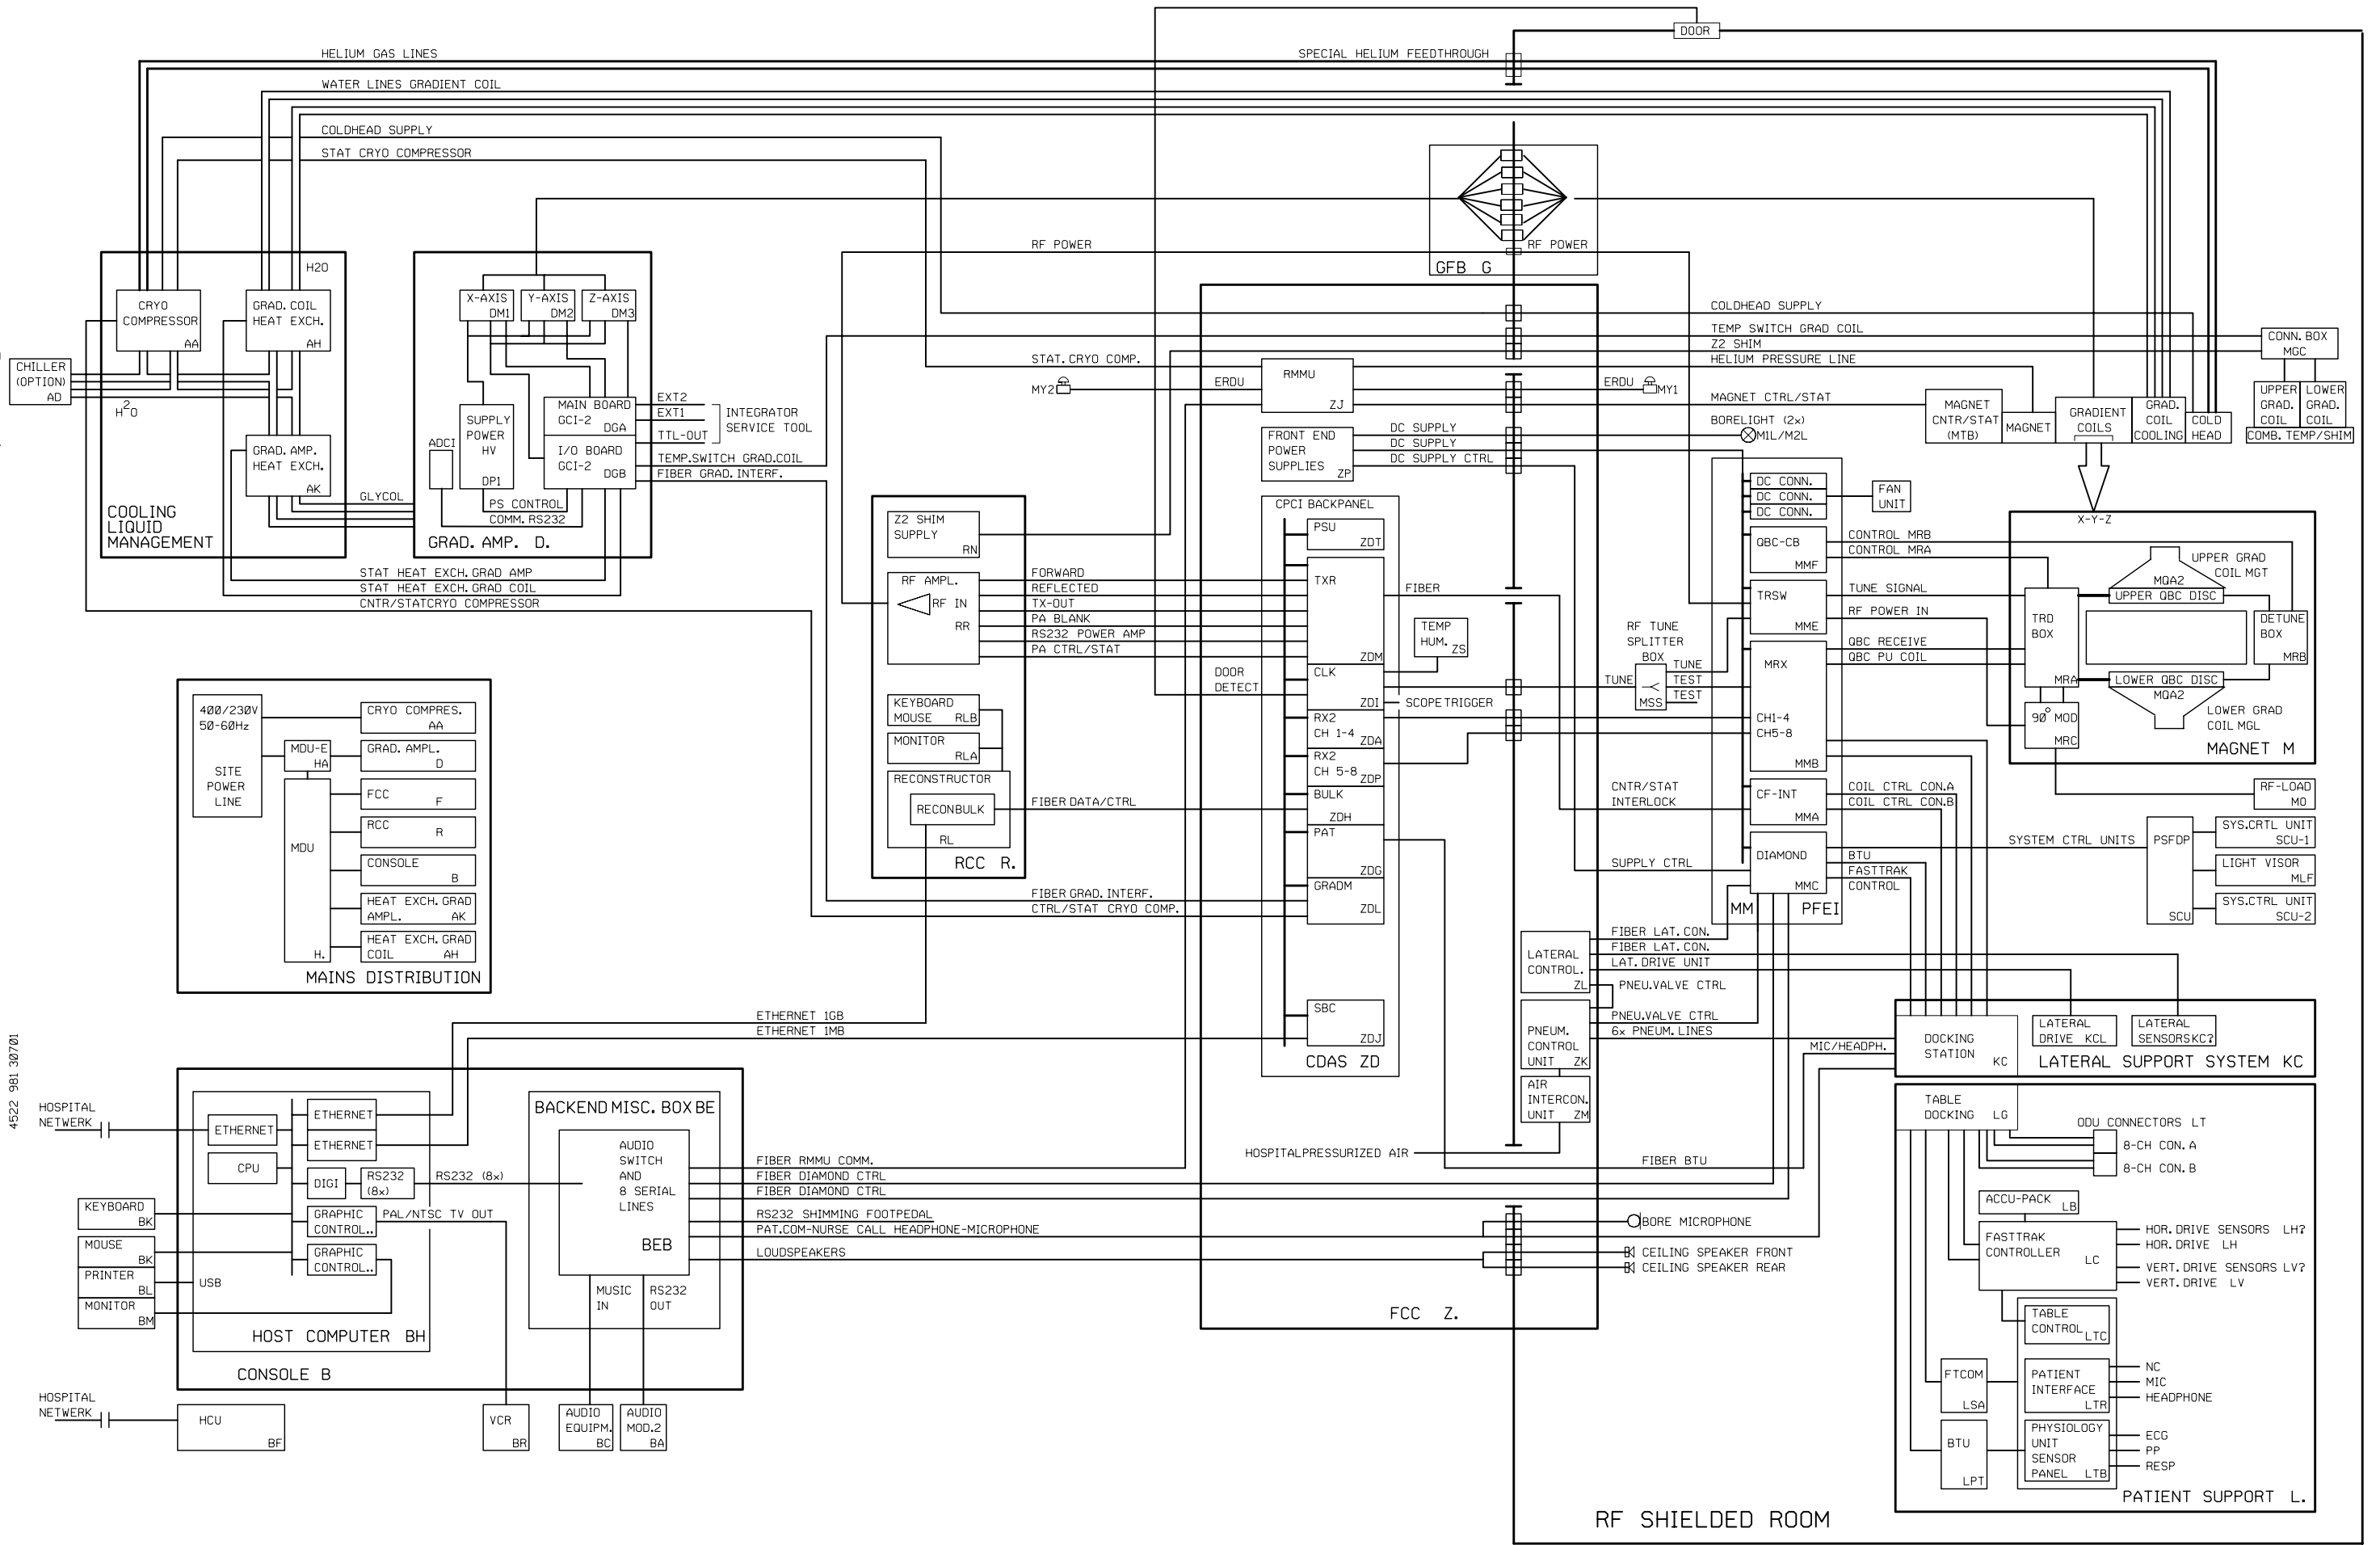 DOOR
HELIUM GAS LINES
SPECIAL HELIUM FEEDTHROUGH
WATER LINES GRADIENT COIL
COLDHEAD SUPPLY
STAT CRYO COMPRESSOR
RF POWER
RF POWER
GFB G
H2O
CRYO
COMPRESSOR
AA
GRAD. COIL
HEAT EXCH.
AH
CHILLER
(OPTION)
AD
H2O
GRAD. AMP.
HEAT EXCH.
AK
COOLING
LIQUID
MANAGEMENT
GLYCOL
X-AXIS
DM1
Y-AXIS
DM2
Z-AXIS
DM3
SUPPLY
POWER
HV
DP1
ADCI
MAIN BOARD
GCI-2
DGA
I/O BOARD
GCI-2
DGB
PS CONTROL
COMM. RS232
GRAD. AMP. D.
EXT2
EXT1
TTL-OUT
INTEGRATOR
SERVICE TOOL
TEMP.SWITCH GRAD.COIL
FIBER GRAD. INTERF.
STAT HEAT EXCH.GRAD AMP
STAT HEAT EXCH.GRAD COIL
CNTR/STATCRYO COMPRESSOR
400/230V
50-60Hz
SITE
POWER
LINE
MDU-E
HA
MDU
H.
CRYO COMPRES.
AA
GRAD. AMPL.
D
FCC
F
RCC
R
CONSOLE
B
HEAT EXCH.GRAD
AMPL. AK
HEAT EXCH.GRAD
COIL AH
MAINS DISTRIBUTION
Z2 SHIM
SUPPLY
RN
RF AMPL.
RF IN
RR
KEYBOARD
MOUSE RLB
MONITOR
RLA
RECONSTRUCTOR
RECONBULK
RL
RCC R.
FORWARD
REFLECTED
TX-OUT
PA BLANK
RS232 POWER AMP
PA CTRL/STAT
FIBER DATA/CTRL
FIBER GRAD. INTERF.
CTRL/STAT CRYO COMP.
STAT. CRYO COMP.
MY2
ERDU
RMMU
ZJ
FRONT END
POWER
SUPPLIES
ZP
DC SUPPLY
DC SUPPLY
DC SUPPLY CTRL
CPCI BACKPANEL
PSU
ZDT
TXR
ZDM
CLK
ZDI
RX2
CH 1-4
ZDA
RX2
CH 5-8
ZDP
BULK
ZDH
PAT
ZDG
GRADM
ZDL
SBC
ZDJ
CDAS ZD
DOOR
DETECT
FIBER
TEMP
HUM. ZS
SCOPETRIGGER
COLDHEAD SUPPLY
TEMP SWITCH GRAD COIL
Z2 SHIM
HELIUM PRESSURE LINE
ERDU
MY1
MAGNET CTRL/STAT
BORELIGHT (2x)
M1L/M2L
CONN. BOX
MGC
UPPER
GRAD.
COIL
LOWER
GRAD.
COIL
COMB. TEMP/SHIM
MAGNET
CNTR/STAT
(MTB)
MAGNET
GRADIENT
COILS
GRAD.
COIL
COOLING
COLD
HEAD
DC CONN.
DC CONN.
DC CONN.
FAN
UNIT
QBC-CB
MMF
TRSW
MME
MRX
CH1-4
CH5-8
MMB
CF-INT
MMA
DIAMOND
MMC
MM
PFEI
CONTROL MRB
CONTROL MRA
TUNE SIGNAL
RF POWER IN
QBC RECEIVE
QBC PU COIL
RF TUNE
SPLITTER
BOX
MSS
TUNE
TUNE
TEST
TEST
CNTR/STAT
INTERLOCK
SUPPLY CTRL
COIL CTRL CON.A
COIL CTRL CON.B
SYSTEM CTRL UNITS
BTU
FASTTRAK
CONTROL
X-Y-Z
UPPER GRAD
COIL MGT
MQA2
UPPER QBC DISC
TRD
BOX
MRA
DETUNE
BOX
MRB
LOWER QBC DISC
MQA2
90° MOD
MRC
LOWER GRAD
COIL MGL
MAGNET M
RF-LOAD
MO
PSFDP
SCU
SYS.CRTL UNIT
SCU-1
LIGHT VISOR
MLF
SYS.CTRL UNIT
SCU-2
LATERAL
CONTROL.
ZL
FIBER LAT. CON.
FIBER LAT. CON.
LAT. DRIVE UNIT
PNEU.VALVE CTRL
PNEU.VALVE CTRL
6x PNEUM. LINES
PNEUM.
CONTROL
UNIT ZK
AIR
INTERCON.
UNIT ZM
HOSPITALPRESSURIZED AIR
FIBER BTU
MIC/HEADPH.
DOCKING
STATION
KC
LATERAL
DRIVE KCL
LATERAL
SENSORS KC?
LATERAL SUPPORT SYSTEM KC
4522 981 30701
ETHERNET 1GB
ETHERNET 1MB
HOSPITAL
NETWERK
ETHERNET
CPU
ETHERNET
ETHERNET
DIGI
RS232
(8x)
RS232 (8x)
GRAPHIC
CONTROL..
GRAPHIC
CONTROL..
PAL/NTSC TV OUT
KEYBOARD
BK
MOUSE
BK
PRINTER
BL
MONITOR
BM
USB
HOST COMPUTER BH
CONSOLE B
BACKEND MISC. BOX BE
AUDIO
SWITCH
AND
8 SERIAL
LINES
BEB
MUSIC
IN
RS232
OUT
FIBER RMMU COMM.
FIBER DIAMOND CTRL
FIBER DIAMOND CTRL
RS232 SHIMMING FOOTPEDAL
PAT.COM-NURSE CALL HEADPHONE-MICROPHONE
LOUDSPEAKERS
BORE MICROPHONE
CEILING SPEAKER FRONT
CEILING SPEAKER REAR
FCC Z.
HOSPITAL
NETWERK
HCU
BF
VCR
BR
AUDIO
EQUIPM.
BC
AUDIO
MOD.2
BA
TABLE
DOCKING LG
ODU CONNECTORS LT
8-CH CON. A
8-CH CON. B
ACCU-PACK
LB
FASTTRAK
CONTROLLER
LC
HOR. DRIVE SENSORS LH?
HOR. DRIVE LH
VERT. DRIVE SENSORS LV?
VERT. DRIVE LV
TABLE
CONTROL
LTC
FTCOM
LSA
PATIENT
INTERFACE
LTR
NC
MIC
HEADPHONE
BTU
LPT
PHYSIOLOGY
UNIT
SENSOR
PANEL LTB
ECG
PP
RESP
PATIENT SUPPORT L.
RF SHIELDED ROOM